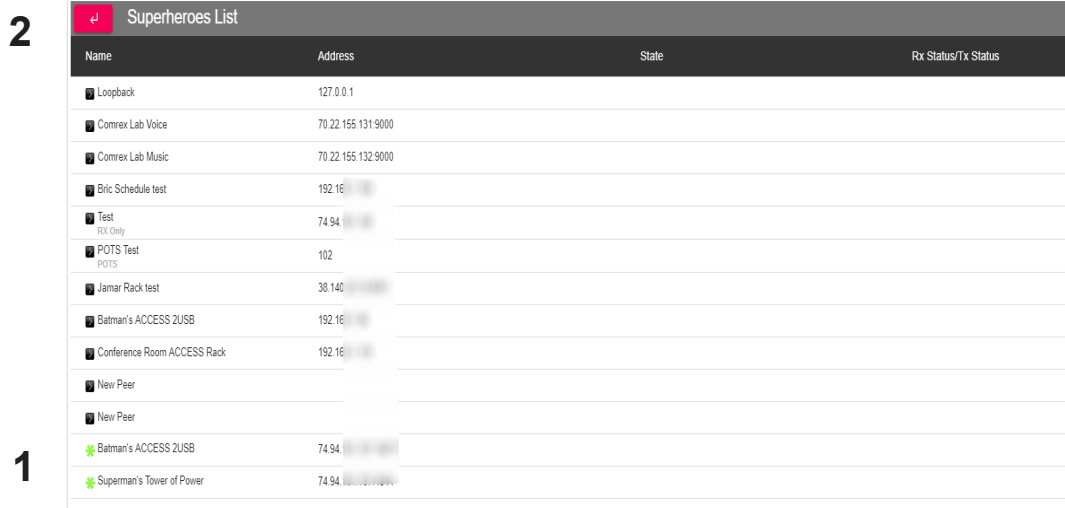 2
Superheroes List
Name Address State Rx Status/Tx Status
Loopback 127.0.0.1
Comrex Lab Voice 70.22.155.131:9000
Comrex Lab Music 70.22.155.132:9000
Bric Schedule test 192.16
Test 74.94.
RX Only
POTS Test 102
POTS
Jamar Rack test 38.140
Batman's ACCESS 2USB 192.16
Conference Room ACCESS Rack 192.16
New Peer
New Peer
Batman's ACCESS 2USB 74.94.
1
Superman's Tower of Power 74.94.